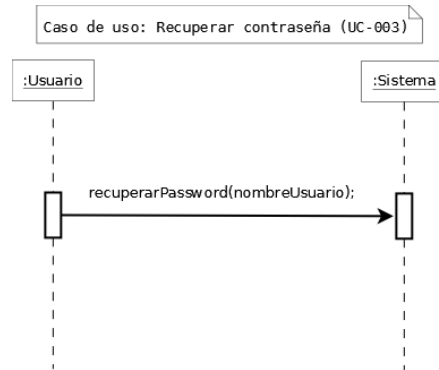 Caso de uso: Recuperar contraseña (UC-003)
:Usuario
:Sistema
recuperarPassword(nombreUsuario);